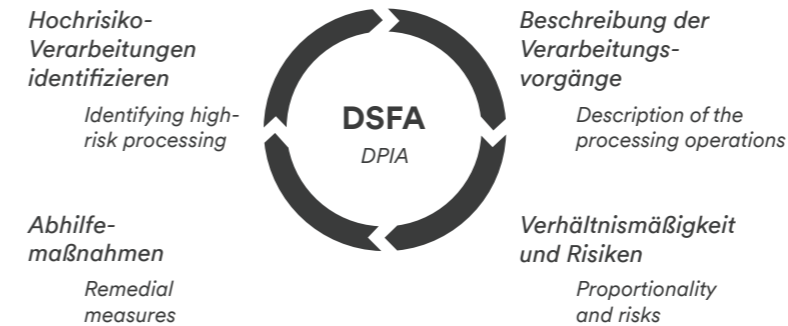 Hochrisiko-
Verarbeitungen
identifizieren
Identifying high-
risk processing
DSFA
DPIA
Beschreibung der
Verarbeitungs-
vorgänge
Description of the
processing operations
Abhilfe-
maßnahmen
Remedial
measures
Verhältnismäßigkeit
und Risiken
Proportionality
and risks